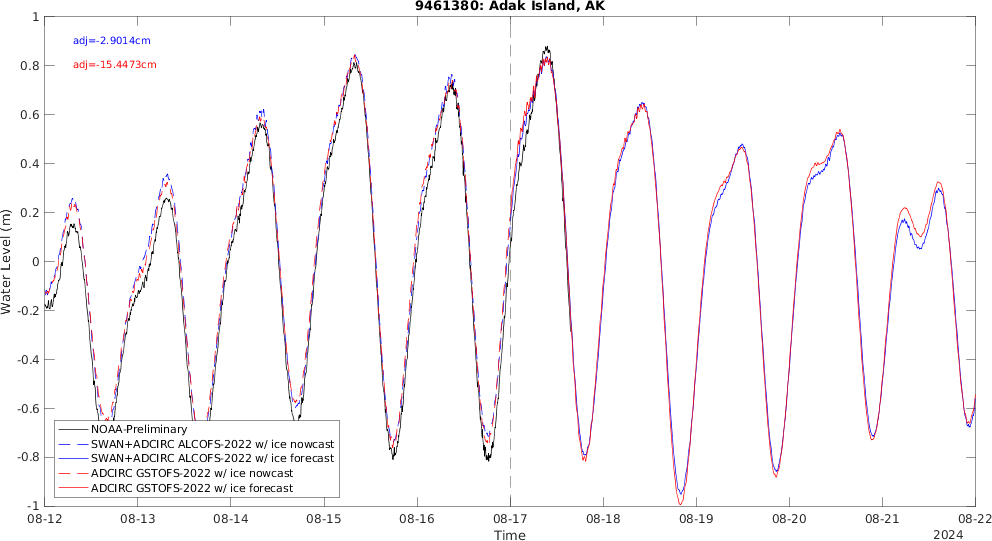 9461380: Adak Island, AK
adj=-2.9014cm
adj=-15.4473cm
Water Level (m)
1
0.8
0.6
0.4
0.2
0
-0.2
-0.4
-0.6
-0.8
-1
NOAA-Preliminary
SWAN+ADCIRC ALCOFS-2022 w/ ice nowcast
SWAN+ADCIRC ALCOFS-2022 w/ ice forecast
ADCIRC GSTOFS-2022 w/ ice nowcast
ADCIRC GSTOFS-2022 w/ ice forecast
08-12 08-13 08-14 08-15 08-16 08-17 08-18 08-19 08-20 08-21 08-22
Time
2024